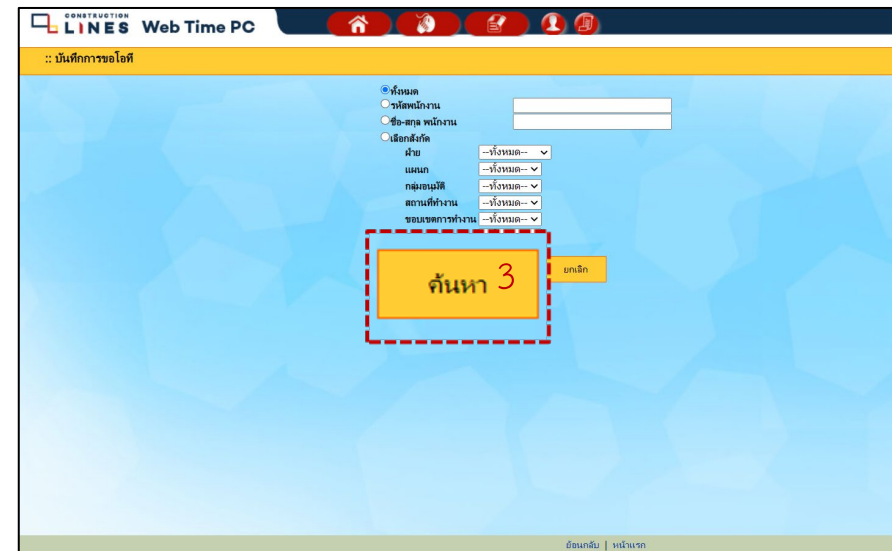 CONSTRUCTION
LINES Web Time PC
:: บันทึกการขอโอที
ทั้งหมด
รหัสพนักงาน
ชื่อ-สกุล พนักงาน
เลือกสังกัด
ฝ่าย --ทั้งหมด--
แผนก --ทั้งหมด--
กลุ่มอนุมัติ --ทั้งหมด--
สถานที่ทำงาน --ทั้งหมด--
ขอบเขตการทำงาน --ทั้งหมด--
ค้นหา 3 ยกเลิก
ย้อนกลับ | หน้าแรก